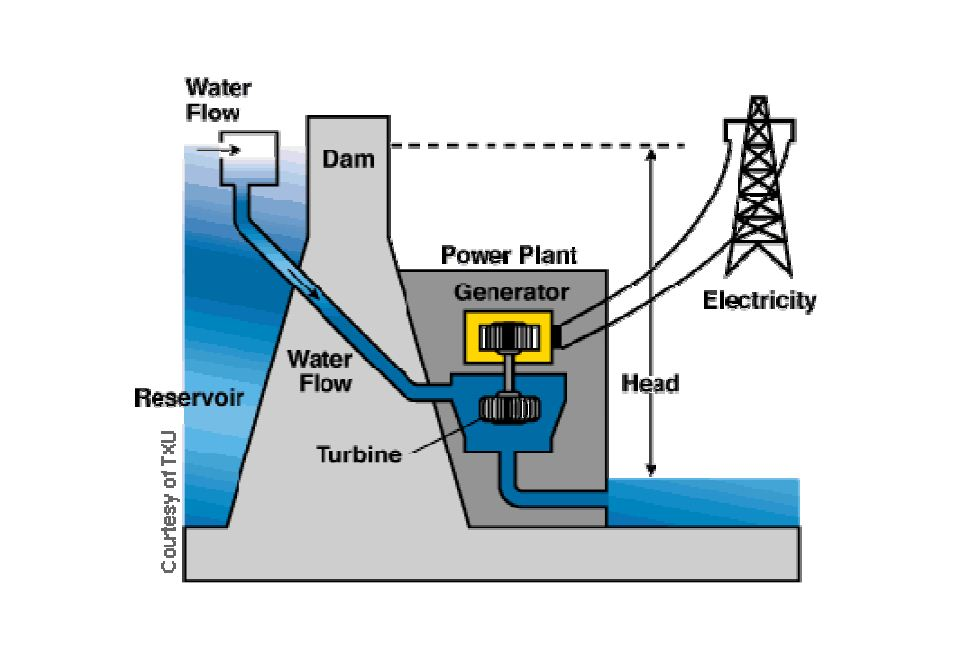 Water
Flow
Dam
Power Plant
Generator
Electricity
Water
Flow
Head
Reservoir
Turbine
Courtesy of TXU